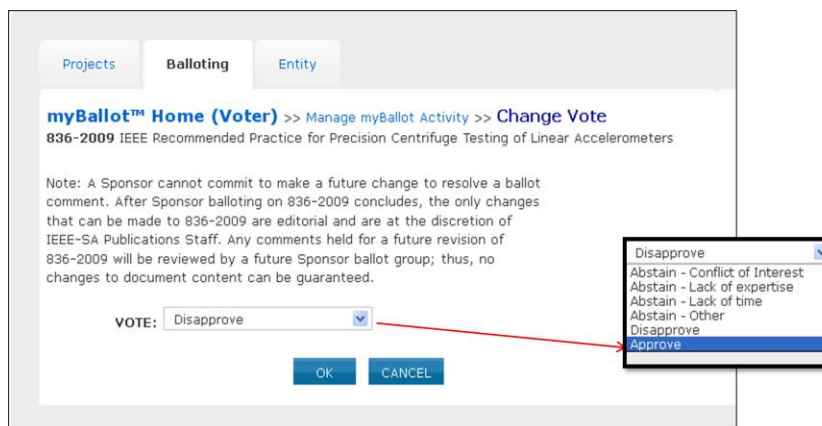 Projects Balloting Entity
myBallot™ Home (Voter) >> Manage myBallot Activity >> Change Vote
836-2009 IEEE Recommended Practice for Precision Centrifuge Testing of Linear Accelerometers
Note: A Sponsor cannot commit to make a future change to resolve a ballot
comment. After Sponsor balloting on 836-2009 concludes, the only changes
that can be made to 836-2009 are editorial and are at the discretion of
IEEE-SA Publications Staff. Any comments held for a future revision of
836-2009 will be reviewed by a future Sponsor ballot group; thus, no
changes to document content can be guaranteed.
VOTE: Disapprove
OK CANCEL
Disapprove
Abstain - Conflict of Interest
Abstain - Lack of expertise
Abstain - Lack of time
Abstain - Other
Disapprove
Approve